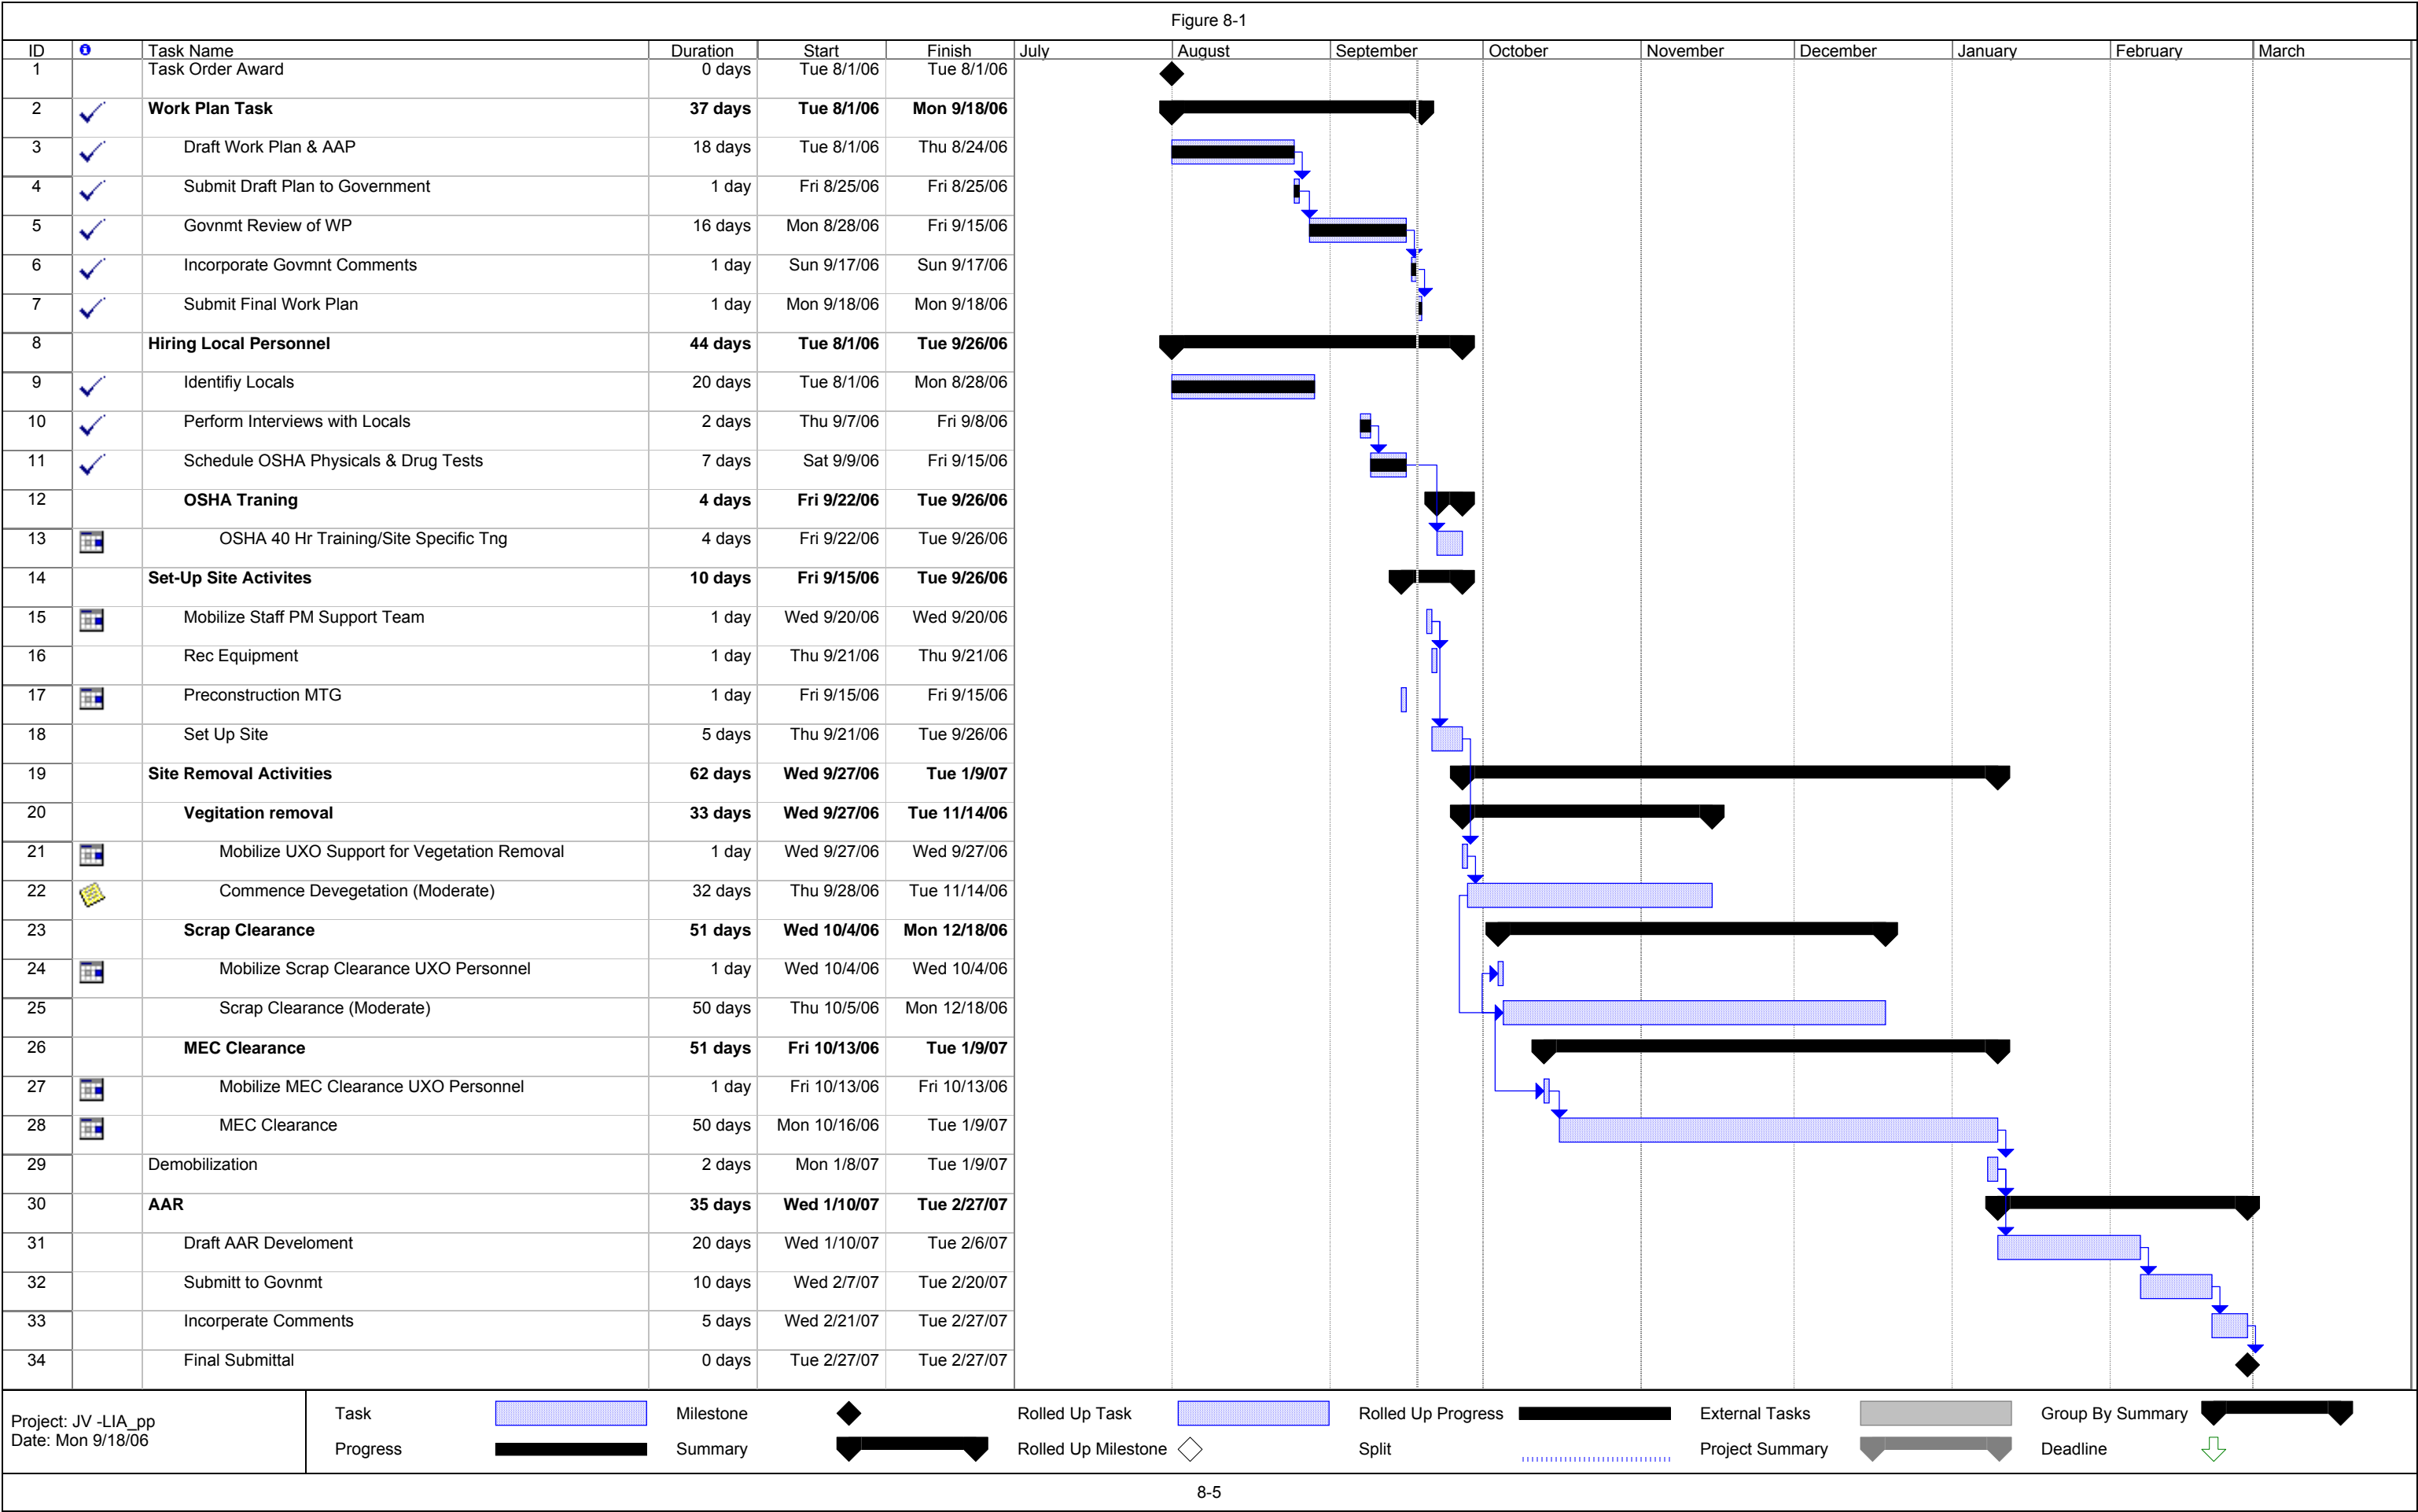 Figure 8-1
ID Task Name Duration Start Finish July August September October November December January February March
1 Task Order Award 0 days Tue 8/1/06 Tue 8/1/06
2 Work Plan Task 37 days Tue 8/1/06 Mon 9/18/06
3 Draft Work Plan & AAP 18 days Tue 8/1/06 Thu 8/24/06
4 Submit Draft Plan to Government 1 day Fri 8/25/06 Fri 8/25/06
5 Govnmt Review of WP 16 days Mon 8/28/06 Fri 9/15/06
6 Incorporate Govmnt Comments 1 day Sun 9/17/06 Sun 9/17/06
7 Submit Final Work Plan 1 day Mon 9/18/06 Mon 9/18/06
8 Hiring Local Personnel 44 days Tue 8/1/06 Tue 9/26/06
9 Identifiy Locals 20 days Tue 8/1/06 Mon 8/28/06
10 Perform Interviews with Locals 2 days Thu 9/7/06 Fri 9/8/06
11 Schedule OSHA Physicals & Drug Tests 7 days Sat 9/9/06 Fri 9/15/06
12 OSHA Traning 4 days Fri 9/22/06 Tue 9/26/06
13 OSHA 40 Hr Training/Site Specific Tng 4 days Fri 9/22/06 Tue 9/26/06
14 Set-Up Site Activites 10 days Fri 9/15/06 Tue 9/26/06
15 Mobilize Staff PM Support Team 1 day Wed 9/20/06 Wed 9/20/06
16 Rec Equipment 1 day Thu 9/21/06 Thu 9/21/06
17 Preconstruction MTG 1 day Fri 9/15/06 Fri 9/15/06
18 Set Up Site 5 days Thu 9/21/06 Tue 9/26/06
19 Site Removal Activities 62 days Wed 9/27/06 Tue 1/9/07
20 Vegitation removal 33 days Wed 9/27/06 Tue 11/14/06
21 Mobilize UXO Support for Vegetation Removal 1 day Wed 9/27/06 Wed 9/27/06
22 Commence Devegetation (Moderate) 32 days Thu 9/28/06 Tue 11/14/06
23 Scrap Clearance 51 days Wed 10/4/06 Mon 12/18/06
24 Mobilize Scrap Clearance UXO Personnel 1 day Wed 10/4/06 Wed 10/4/06
25 Scrap Clearance (Moderate) 50 days Thu 10/5/06 Mon 12/18/06
26 MEC Clearance 51 days Fri 10/13/06 Tue 1/9/07
27 Mobilize MEC Clearance UXO Personnel 1 day Fri 10/13/06 Fri 10/13/06
28 MEC Clearance 50 days Mon 10/16/06 Tue 1/9/07
29 Demobilization 2 days Mon 1/8/07 Tue 1/9/07
30 AAR 35 days Wed 1/10/07 Tue 2/27/07
31 Draft AAR Develoment 20 days Wed 1/10/07 Tue 2/6/07
32 Submitt to Govnmt 10 days Wed 2/7/07 Tue 2/20/07
33 Incorperate Comments 5 days Wed 2/21/07 Tue 2/27/07
34 Final Submittal 0 days Tue 2/27/07 Tue 2/27/07
Project: JV -LIA_pp
Date: Mon 9/18/06
Task Milestone Rolled Up Task Rolled Up Progress External Tasks Group By Summary
Progress Summary Rolled Up Milestone Split Project Summary Deadline
8-5